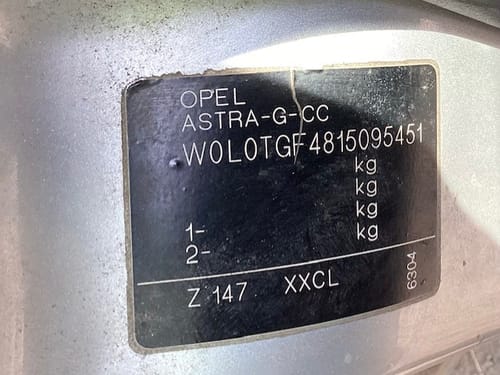 OPEL
ASTRA-G-CC
W0L0TGF4815095451
kg
kg
1- kg
2- kg
Z 147 XXCL
6304